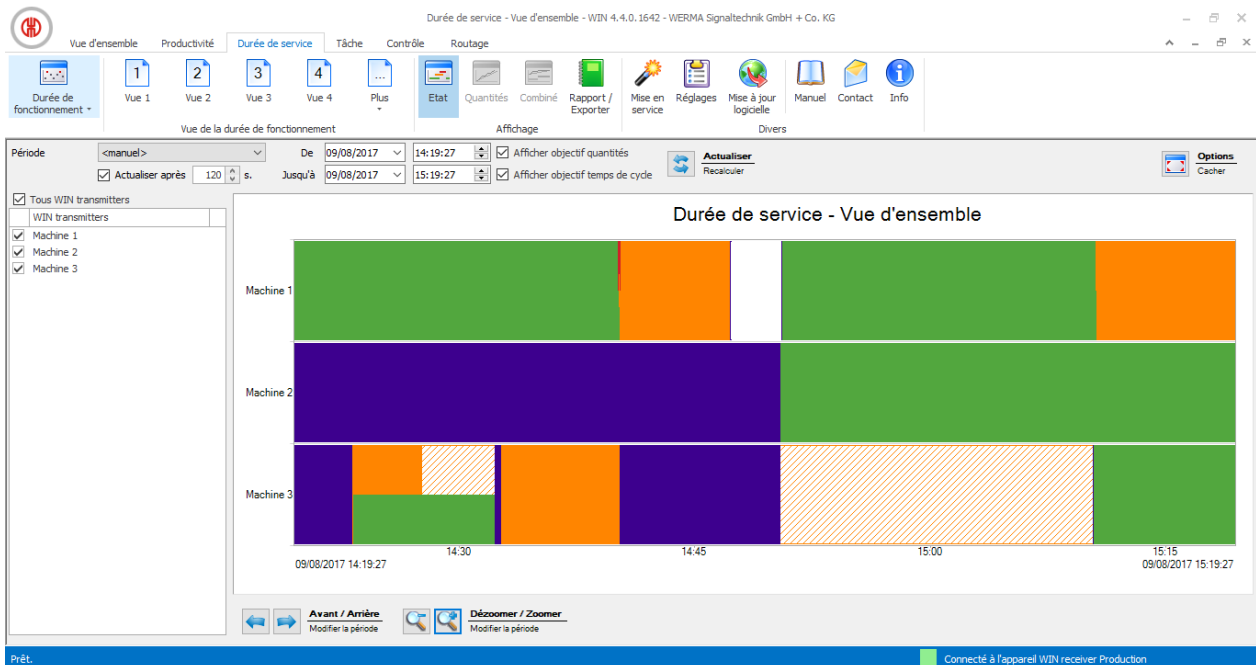 Durée de service - Vue d'ensemble - WIN 4.4.0.1642 - WERMA Signaltechnik GmbH + Co. KG
Vue d'ensemble Productivité Durée de service Tâche Contrôle Routage
1 2 3 4 ...
Durée de fonctionnement Vue 1 Vue 2 Vue 3 Vue 4 Plus Etat Quantités Combiné Rapport / Exporter Mise en service Réglages Mise à jour logicielle Manuel Contact Info
Vue de la durée de fonctionnement Affichage Divers
Période <manuel> De 09/08/2017 14:19:27 Afficher objectif quantités Actualiser Options
Actualiser après 120 s. Jusqu'à 09/08/2017 15:19:27 Afficher objectif temps de cycle Recalculer Cacher
Tous WIN transmitters
WIN transmitters
Machine 1
Machine 2
Machine 3
Durée de service - Vue d'ensemble
Machine 1
Machine 2
Machine 3
14:30 14:45 15:00 15:15
09/08/2017 14:19:27 09/08/2017 15:19:27
Avant / Arrière Dézoomer / Zoomer
Modifier la période Modifier la période
Prêt. Connecté à l'appareil WIN receiver Production